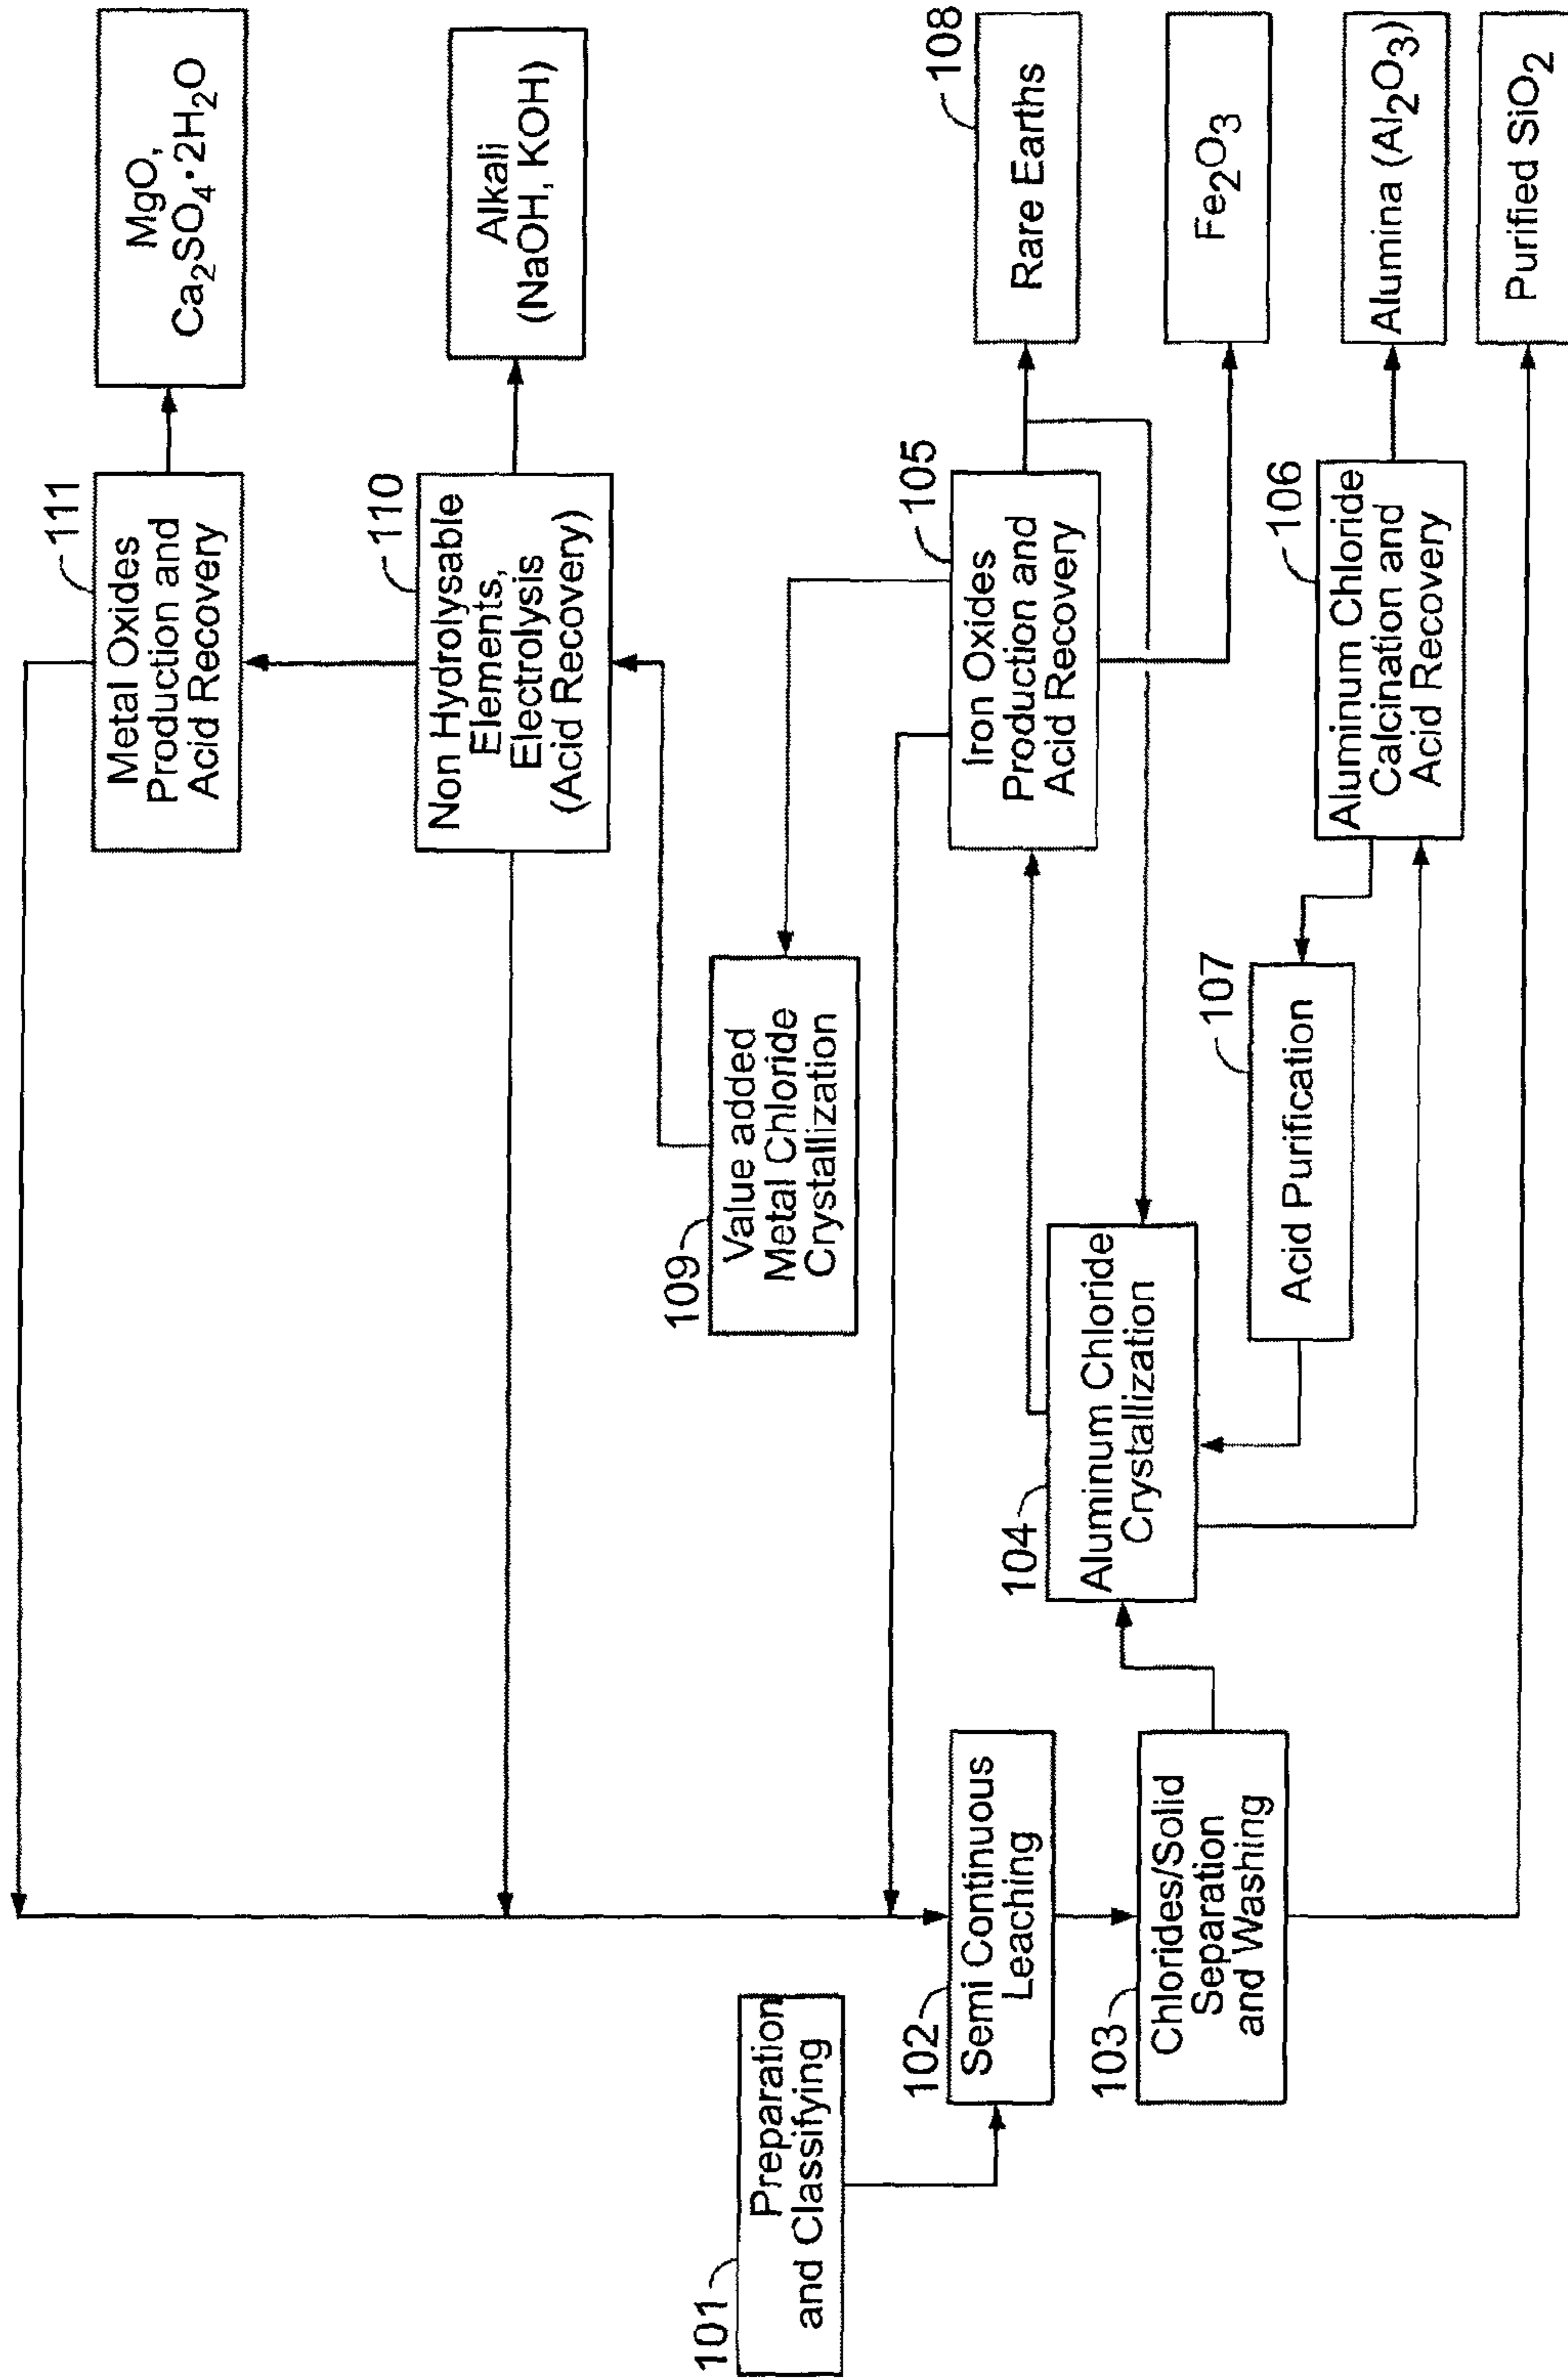 101
Preparation
and Classifying
102
Semi Continuous
Leaching
103
Chlorides/Solid
Separation
and Washing
104
Aluminum Chloride
Crystallization
109
Value added
Metal Chloride
Crystallization
107
Acid Purification
111
Metal Oxides
Production and
Acid Recovery
110
Non Hydrolysable
Elements,
Electrolysis
(Acid Recovery)
105
Iron Oxides
Production and
Acid Recovery
106
Aluminum Chloride
Calcination and
Acid Recovery
MgO,
Ca₂SO₄·2H₂O
Alkali
(NaOH, KOH)
108
Rare Earths
Fe₂O₃
Alumina (Al₂O₃)
Purified SiO₂